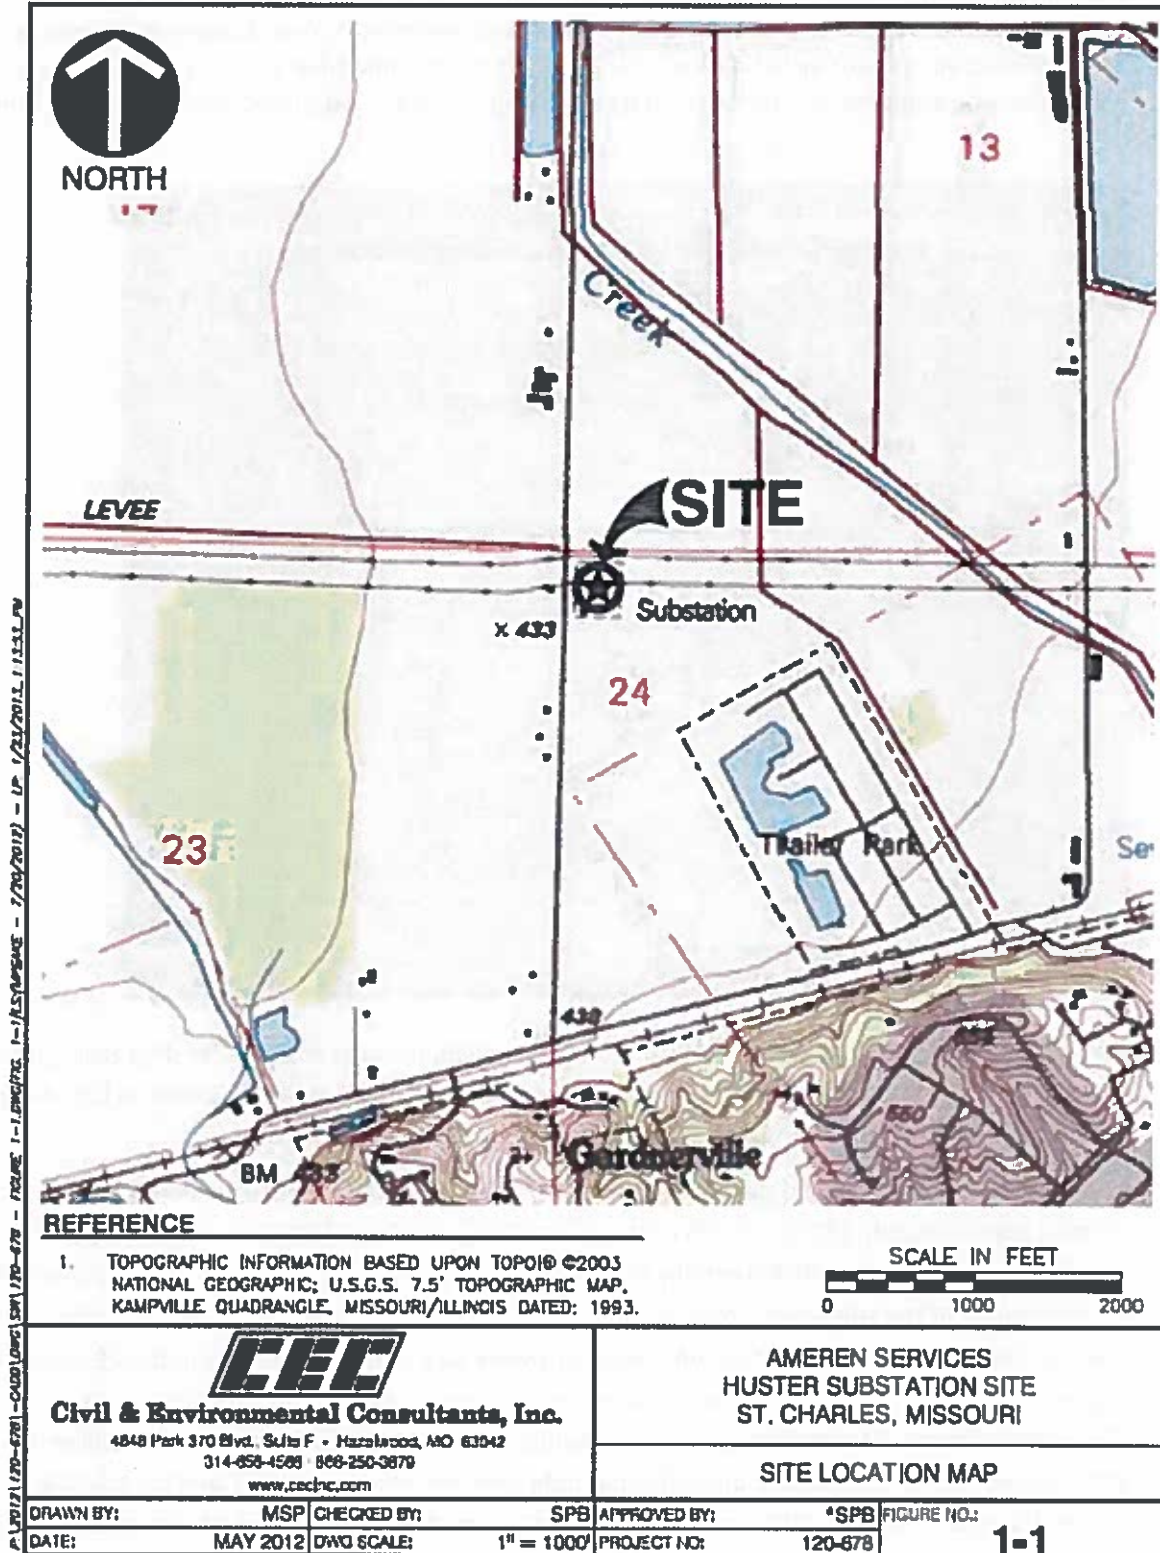 NORTH
13
Creek
LEVEE
SITE
Substation
x 433
24
23
Trailer Park
Se
430
550
Gardnerville
BM 433
REFERENCE
1. TOPOGRAPHIC INFORMATION BASED UPON TOPO!® ©2003
NATIONAL GEOGRAPHIC; U.S.G.S. 7.5' TOPOGRAPHIC MAP,
KAMPVILLE QUADRANGLE, MISSOURI/ILLINOIS DATED: 1993.
SCALE IN FEET
0 1000 2000
CEC
Civil & Environmental Consultants, Inc.
4848 Park 370 Blvd., Suite F - Hazelwood, MO 63042
314-656-4566 · 866-250-3679
www.cecinc.com
AMEREN SERVICES
HUSTER SUBSTATION SITE
ST. CHARLES, MISSOURI
SITE LOCATION MAP
DRAWN BY: MSP CHECKED BY: SPB APPROVED BY: *SPB FIGURE NO.:
DATE: MAY 2012 DWG SCALE: 1" = 1000' PROJECT NO: 120-678 1-1